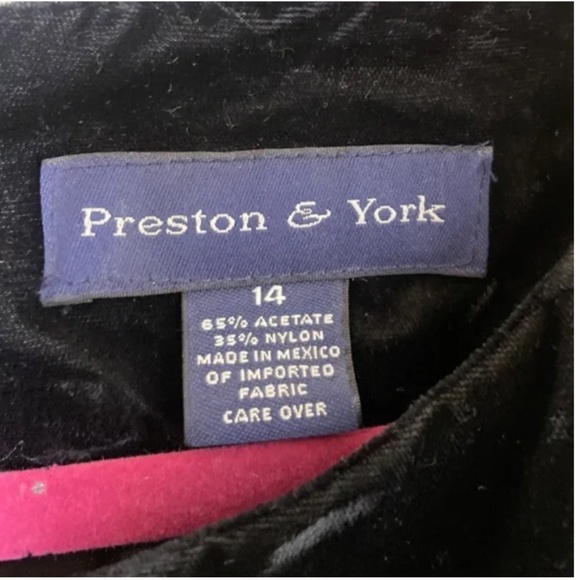 Preston & York
14
65% ACETATE
35% NYLON
MADE IN MEXICO
OF IMPORTED
FABRIC
CARE OVER